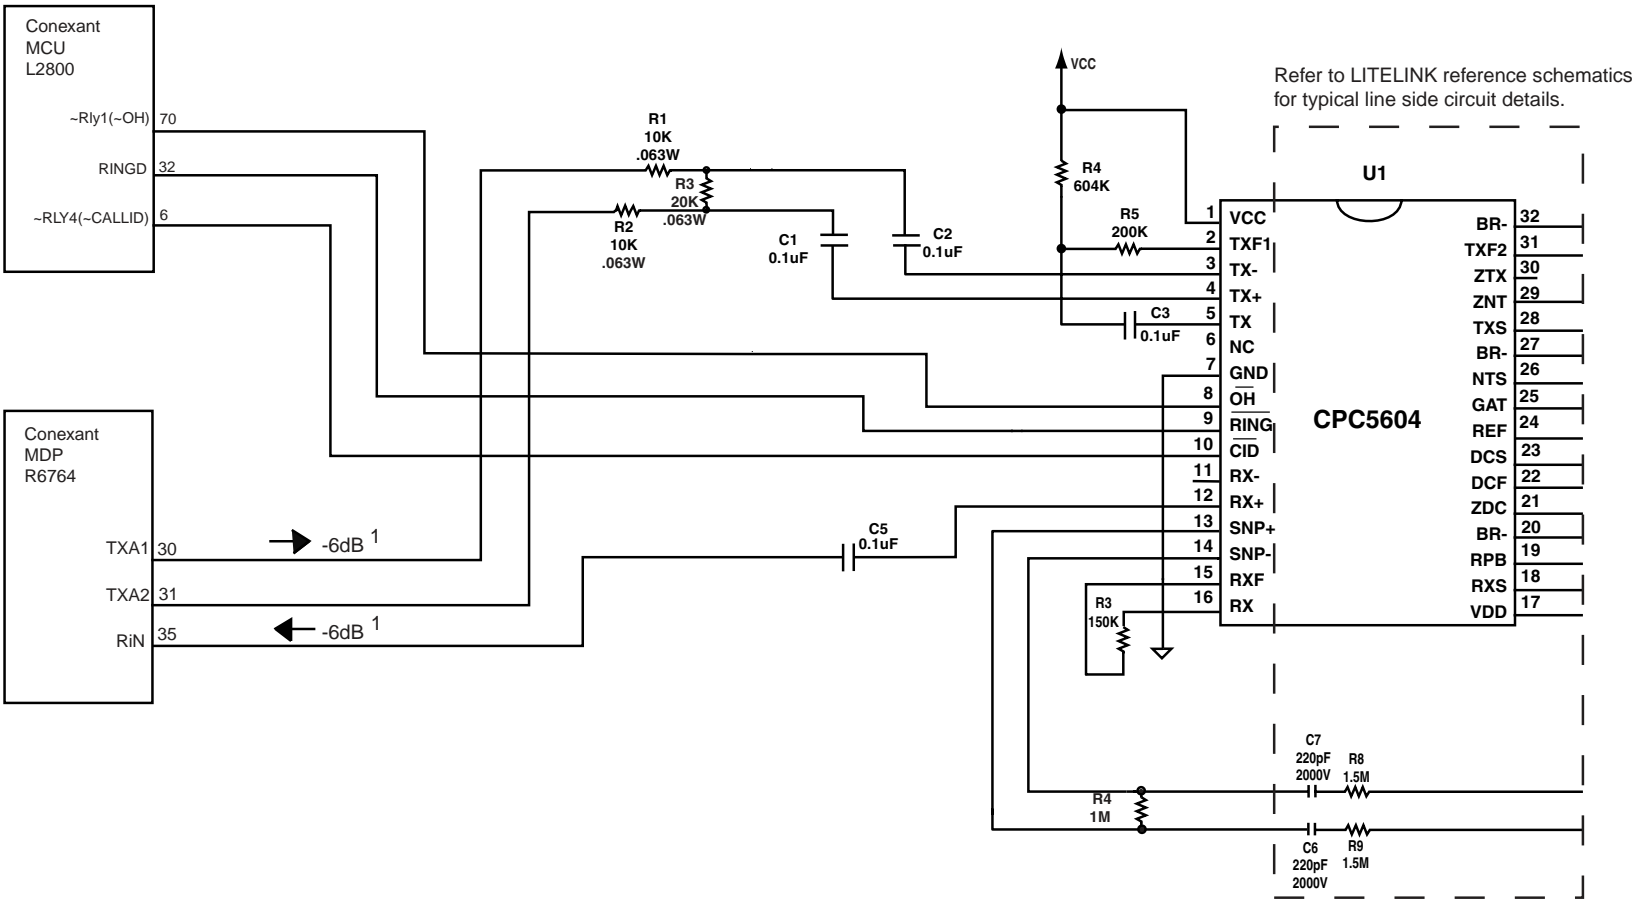 Conexant
MCU
L2800
~Rly1(~OH) 70
RINGD 32
~RLY4(~CALLID) 6
Conexant
MDP
R6764
TXA1 30
TXA2 31
RiN 35
-6dB 1
-6dB 1
R1
10K
.063W
R3
20K
.063W
R2
10K
.063W
C1
0.1uF
C2
0.1uF
VCC
R4
604K
R5
200K
C3
0.1uF
C5
0.1uF
R3
150K
R4
1M
Refer to LITELINK reference schematics
for typical line side circuit details.
U1
CPC5604
1 VCC
2 TXF1
3 TX-
4 TX+
5 TX
6 NC
7 GND
8 OH
9 RING
10 CID
11 RX-
12 RX+
13 SNP+
14 SNP-
15 RXF
16 RX
BR- 32
TXF2 31
ZTX 30
ZNT 29
TXS 28
BR- 27
NTS 26
GAT 25
REF 24
DCS 23
DCF 22
ZDC 21
BR- 20
RPB 19
RXS 18
VDD 17
C7
220pF
2000V
R8
1.5M
C6
220pF
2000V
R9
1.5M